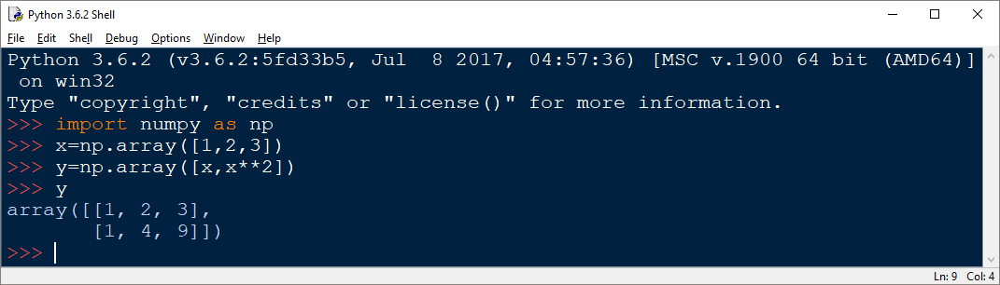 Python 3.6.2 Shell
File Edit Shell Debug Options Window Help
Python 3.6.2 (v3.6.2:5fd33b5, Jul  8 2017, 04:57:36) [MSC v.1900 64 bit (AMD64)]
 on win32
Type "copyright", "credits" or "license()" for more information.
>>> import numpy as np
>>> x=np.array([1,2,3])
>>> y=np.array([x,x**2])
>>> y
array([[1, 2, 3],
       [1, 4, 9]])
>>>
Ln: 9 Col: 4